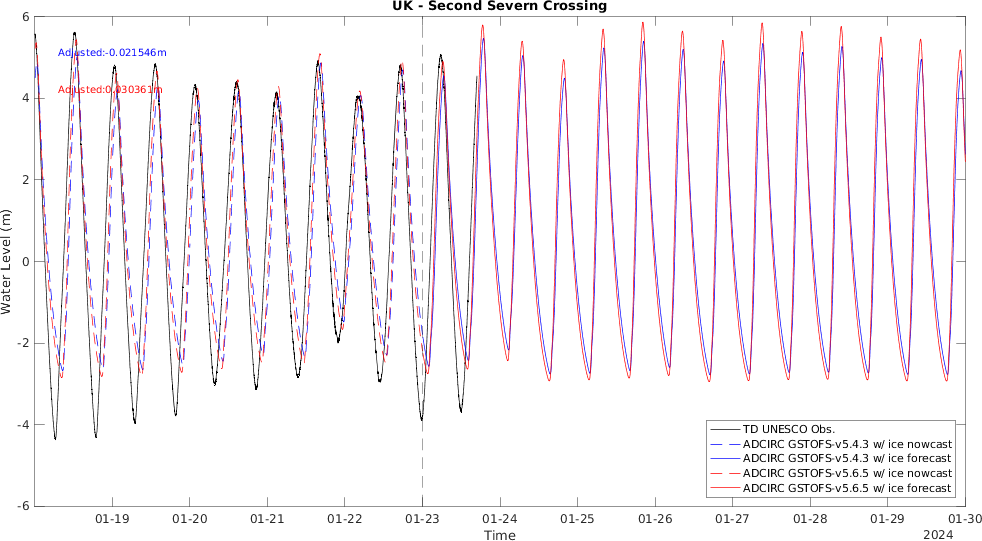 UK - Second Severn Crossing
6
4
2
0
-2
-4
-6
Water Level (m)
Adjusted:-0.021546m
Adjusted:0.030361m
TD UNESCO Obs.
ADCIRC GSTOFS-v5.4.3 w/ ice nowcast
ADCIRC GSTOFS-v5.4.3 w/ ice forecast
ADCIRC GSTOFS-v5.6.5 w/ ice nowcast
ADCIRC GSTOFS-v5.6.5 w/ ice forecast
01-19 01-20 01-21 01-22 01-23 01-24 01-25 01-26 01-27 01-28 01-29 01-30
Time
2024